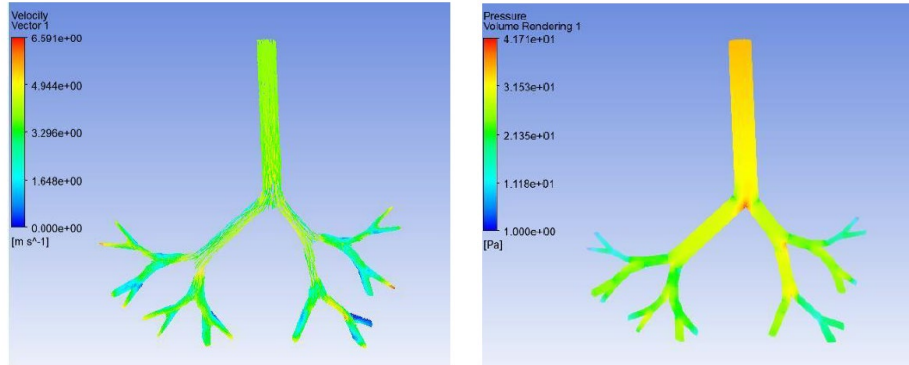 Velocity
Vector 1
6.591e+00
4.944e+00
3.296e+00
1.648e+00
0.000e+00
[m s^-1]
Pressure
Volume Rendering 1
4.171e+01
3.153e+01
2.135e+01
1.118e+01
1.000e+00
[Pa]